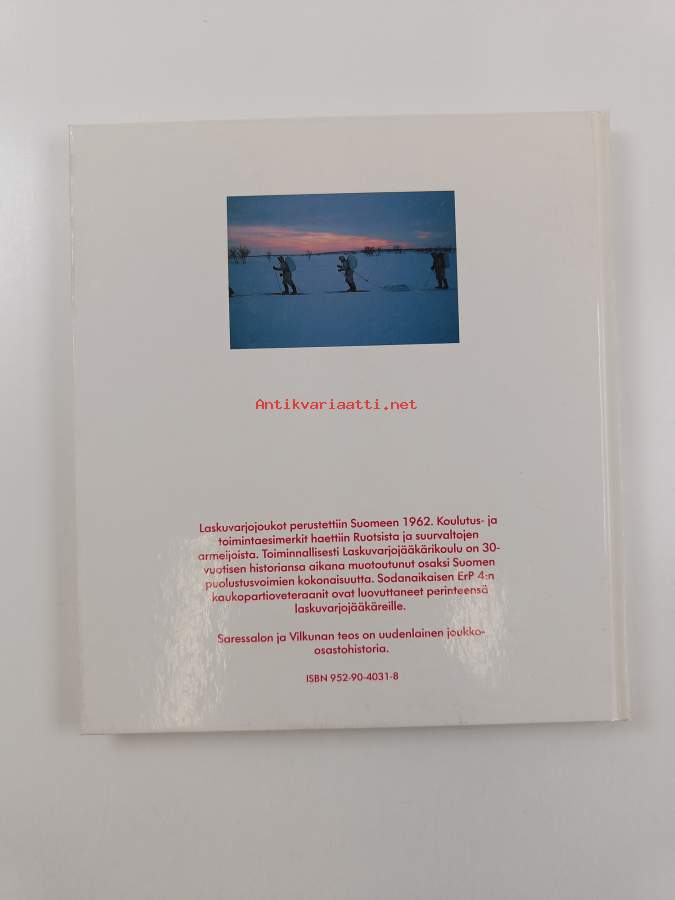 Antikvariaatti.net
Laskuvarjojoukot perustettiin Suomeen 1962. Koulutus- ja
toimintaesimerkit haettiin Ruotsista ja suurvaltojen
armeijoista. Toiminnallisesti Laskuvarjojääkärikoulu on 30-
vuotisen historiansa aikana muotoutunut osaksi Suomen
puolustusvoimien kokonaisuutta. Sodanaikaisen ErP 4:n
kaukopartioveteraanit ovat luovuttaneet perinteensä
laskuvarjojääkäreille.
Saressalon ja Vilkunan teos on uudenlainen joukko-
osastohistoria.
ISBN 952-90-4031-8